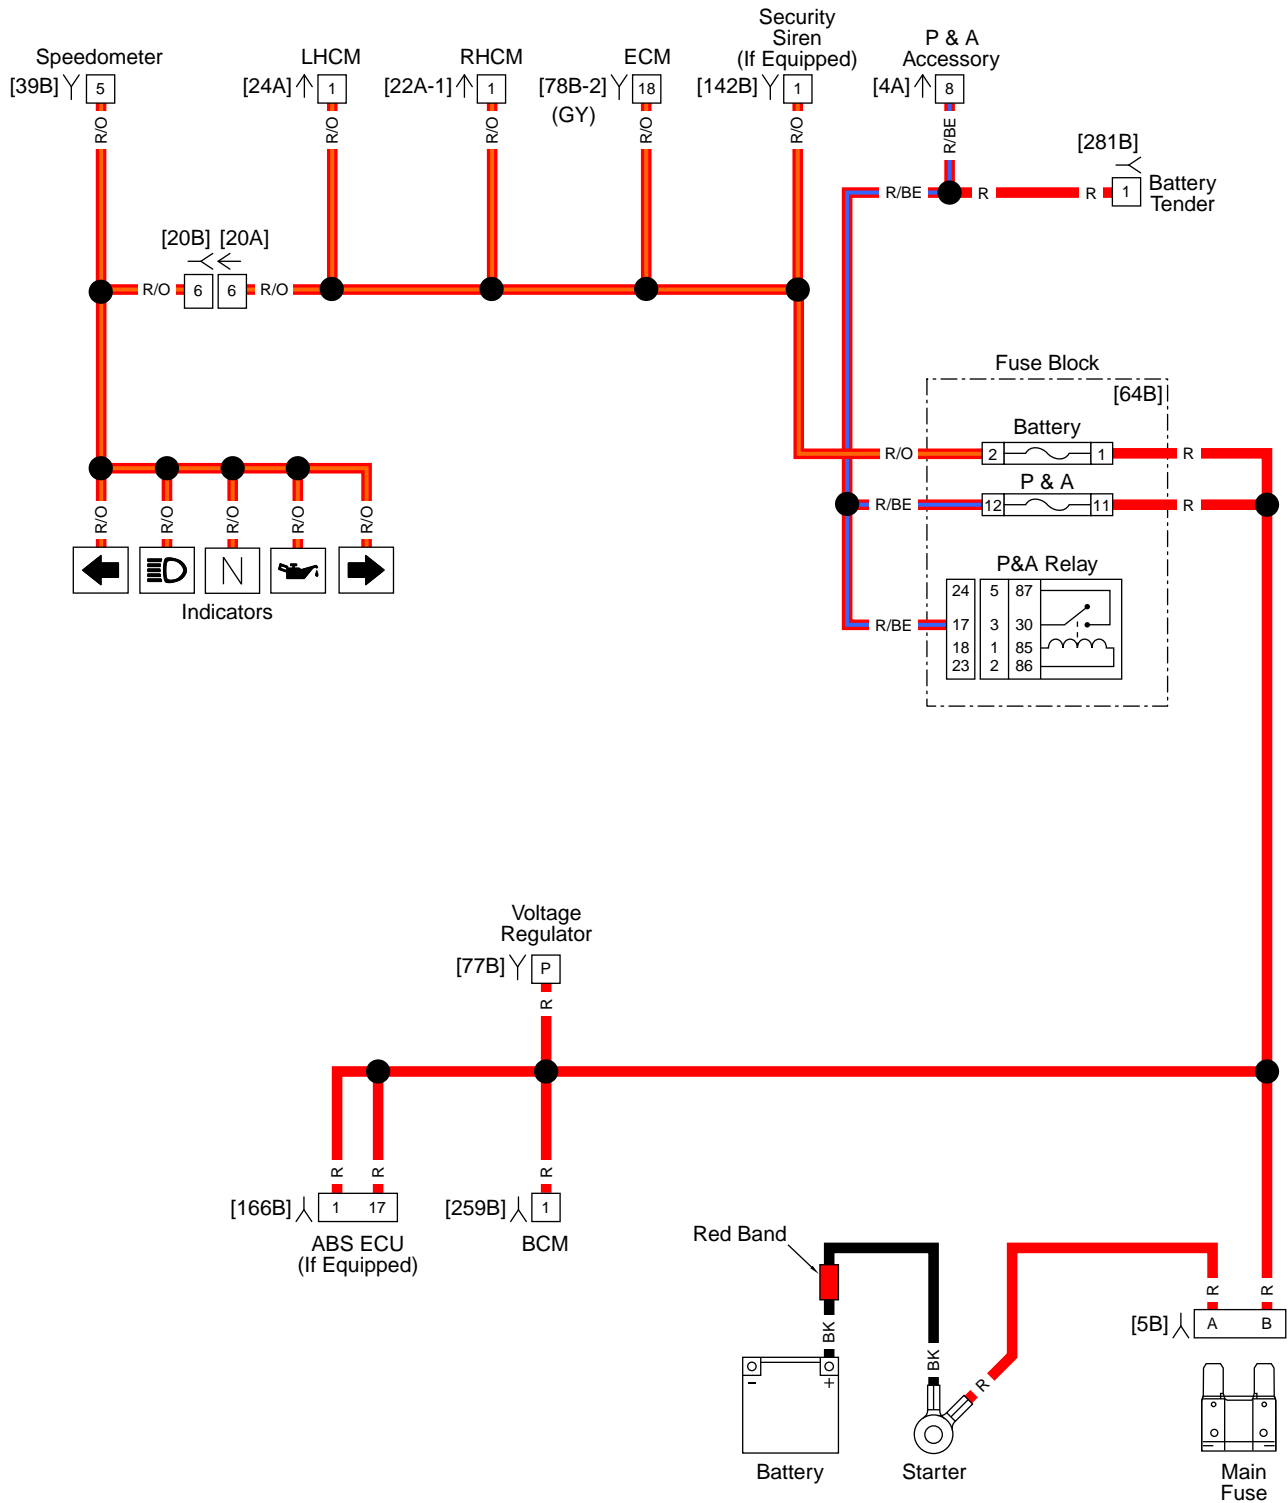 Speedometer
[39B]
5
R/O
LHCM
[24A]
1
R/O
RHCM
[22A-1]
1
R/O
ECM
[78B-2]
18
(GY)
R/O
Security
Siren
(If Equipped)
[142B]
1
R/O
P & A
Accessory
[4A]
8
R/BE
[281B]
1
Battery
Tender
R/BE
R
R
[20B]
[20A]
R/O
6
6
R/O
Fuse Block
[64B]
Battery
R/O
2
1
R
P & A
R/BE
12
11
R
P&A Relay
24
5
87
R/BE
17
3
30
18
1
85
23
2
86
R/O
R/O
R/O
R/O
R/O
N
Indicators
Voltage
Regulator
[77B]
P
R
R
R
R
[166B]
1
17
ABS ECU
(If Equipped)
[259B]
1
BCM
Red Band
BK
BK
R
R
R
[5B]
A
B
-
+
Battery
Starter
Main
Fuse